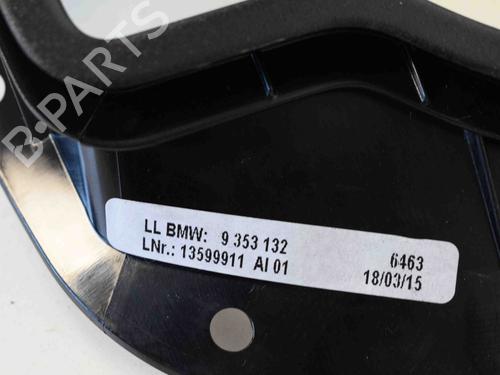 B-PARTS
LL BMW: 9 353 132 6463
LNr.: 13599911 AI 01 18/03/15